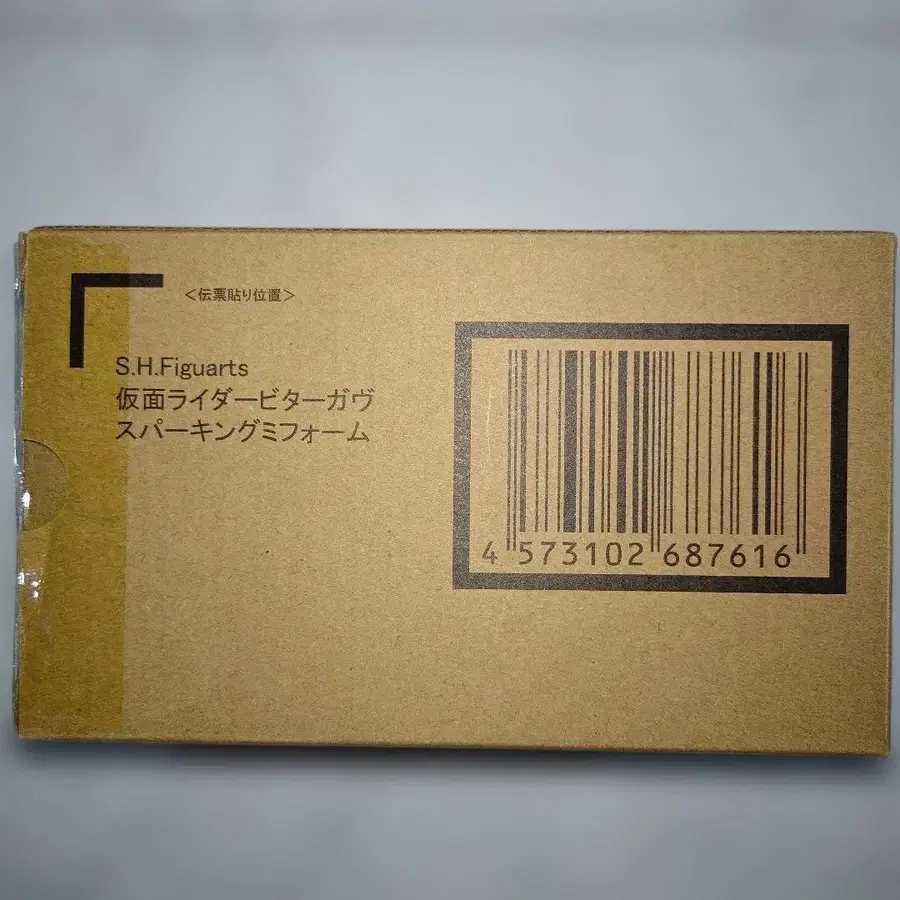 ＜伝票貼り位置＞
S.H.Figuarts
仮面ライダービターガヴ
スパーキングミフォーム
4 573102 687616